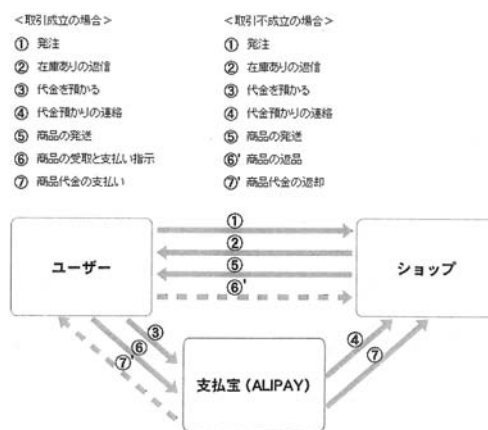 <取引成立の場合>
① 発注
② 在庫ありの返信
③ 代金を預かる
④ 代金預かりの連絡
⑤ 商品の発送
⑥ 商品の受取と支払い指示
⑦ 商品代金の支払い
<取引不成立の場合>
① 発注
② 在庫ありの返信
③ 代金を預かる
④ 代金預かりの連絡
⑤ 商品の発送
⑥' 商品の返品
⑦' 商品代金の返却
ユーザー
①
②
⑤
⑥'
ショップ
③
⑥
⑦'
支払宝(ALIPAY)
④
⑦